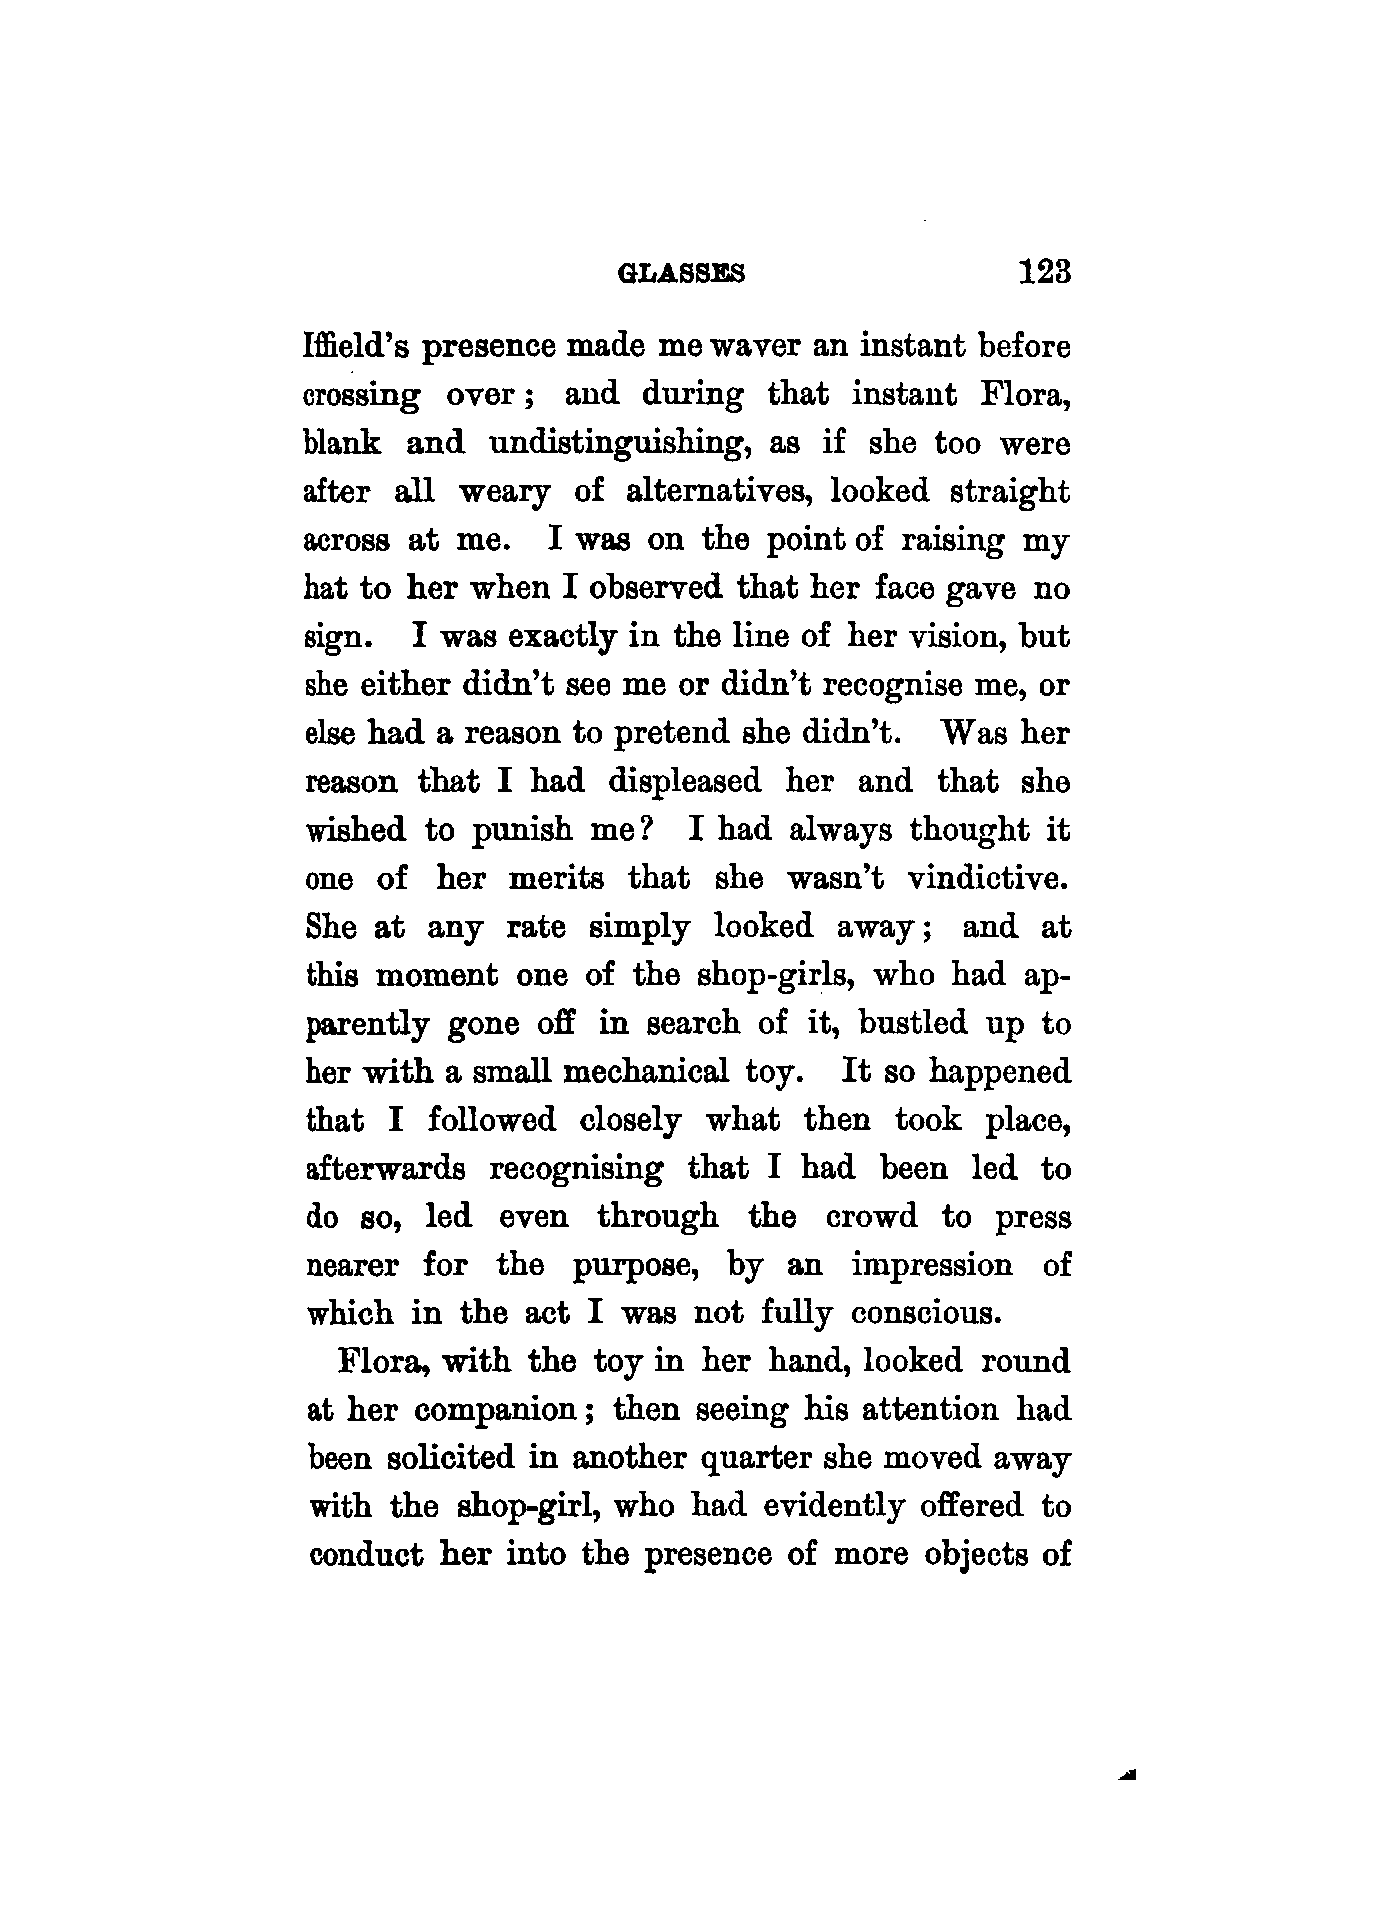 GLASSES 123
Iffield's presence made me waver an instant before
crossing over; and during that instant Flora,
blank and undistinguishing, as if she too were
after all weary of alternatives, looked straight
across at me. I was on the point of raising my
hat to her when I observed that her face gave no
sign. I was exactly in the line of her vision, but
she either didn't see me or didn't recognise me, or
else had a reason to pretend she didn't. Was her
reason that I had displeased her and that she
wished to punish me? I had always thought it
one of her merits that she wasn't vindictive.
She at any rate simply looked away; and at
this moment one of the shop-girls, who had ap-
parently gone off in search of it, bustled up to
her with a small mechanical toy. It so happened
that I followed closely what then took place,
afterwards recognising that I had been led to
do so, led even through the crowd to press
nearer for the purpose, by an impression of
which in the act I was not fully conscious.
Flora, with the toy in her hand, looked round
at her companion; then seeing his attention had
been solicited in another quarter she moved away
with the shop-girl, who had evidently offered to
conduct her into the presence of more objects of